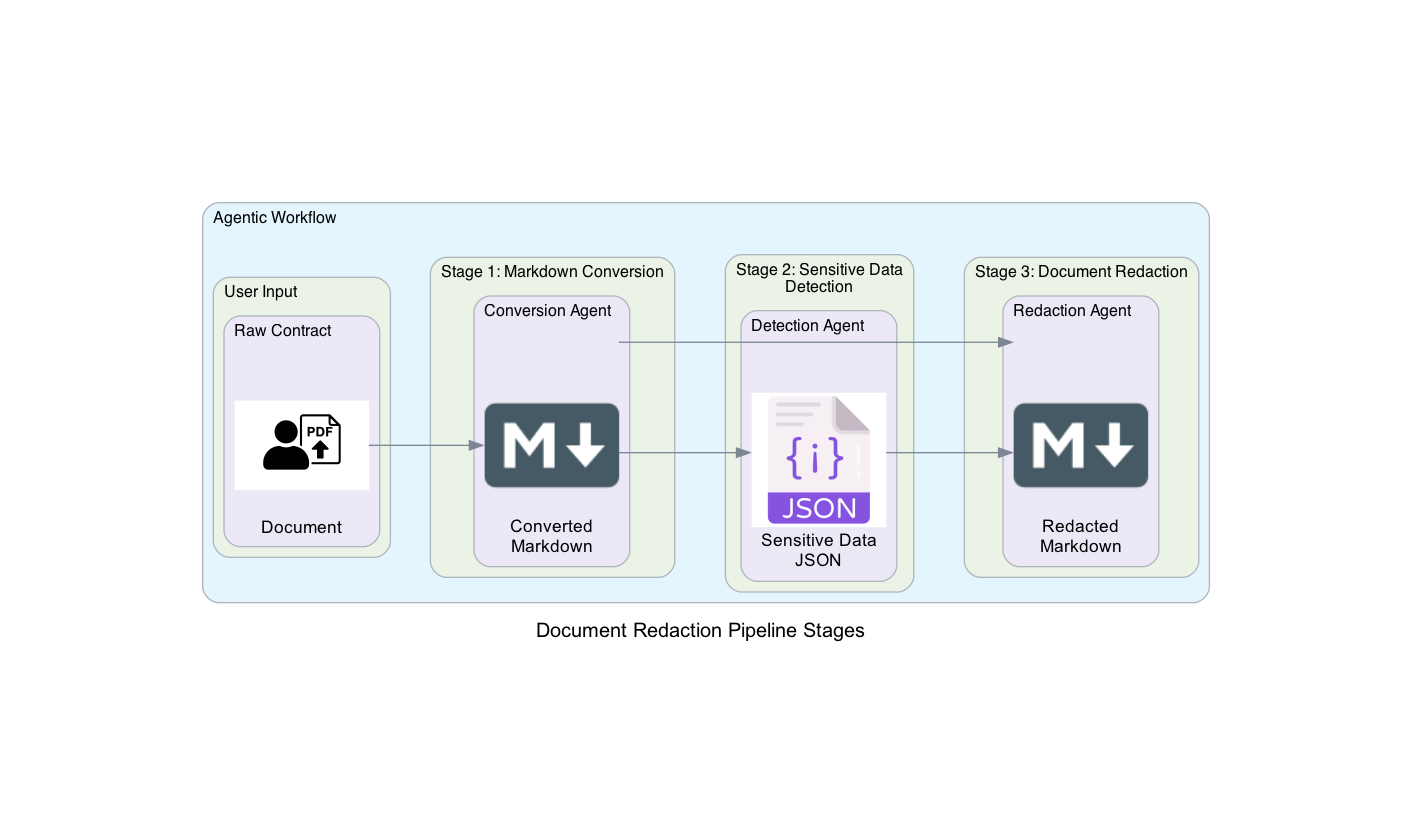 Agentic Workflow
User Input
Raw Contract
PDF
Document
Stage 1: Markdown Conversion
Conversion Agent
M
Converted
Markdown
Stage 2: Sensitive Data
Detection
Detection Agent
{i}
JSON
Sensitive Data
JSON
Stage 3: Document Redaction
Redaction Agent
M
Redacted
Markdown
Document Redaction Pipeline Stages